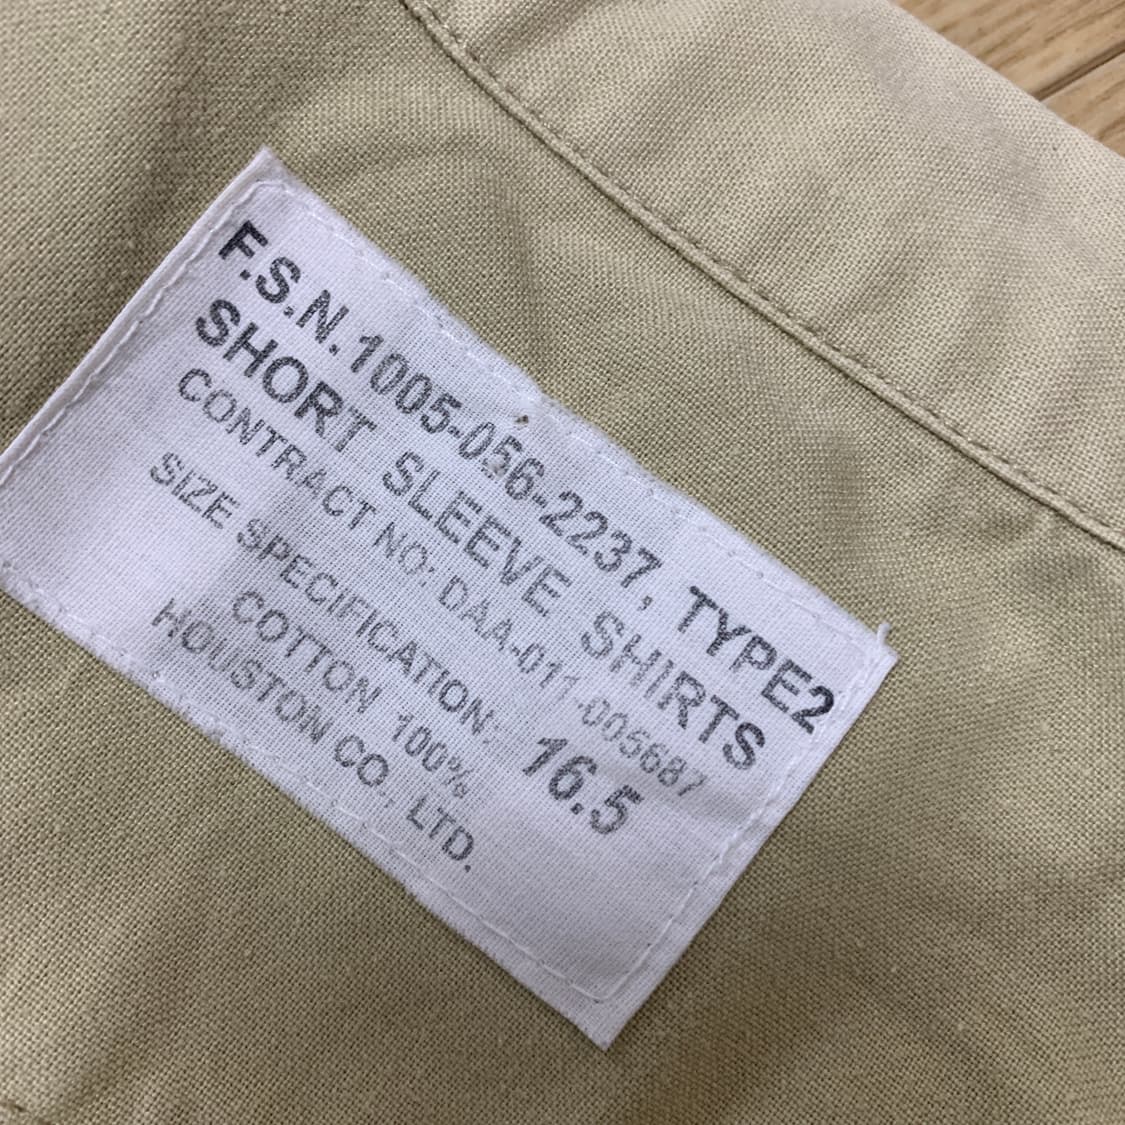 F.S.N. 1005-056-2237, TYPE2
SHORT SLEEVE SHIRTS
CONTRACT NO: DAA-011-005687
SIZE SPECIFICATION: 16.5
COTTON 100%
HOUSTON CO., LTD.